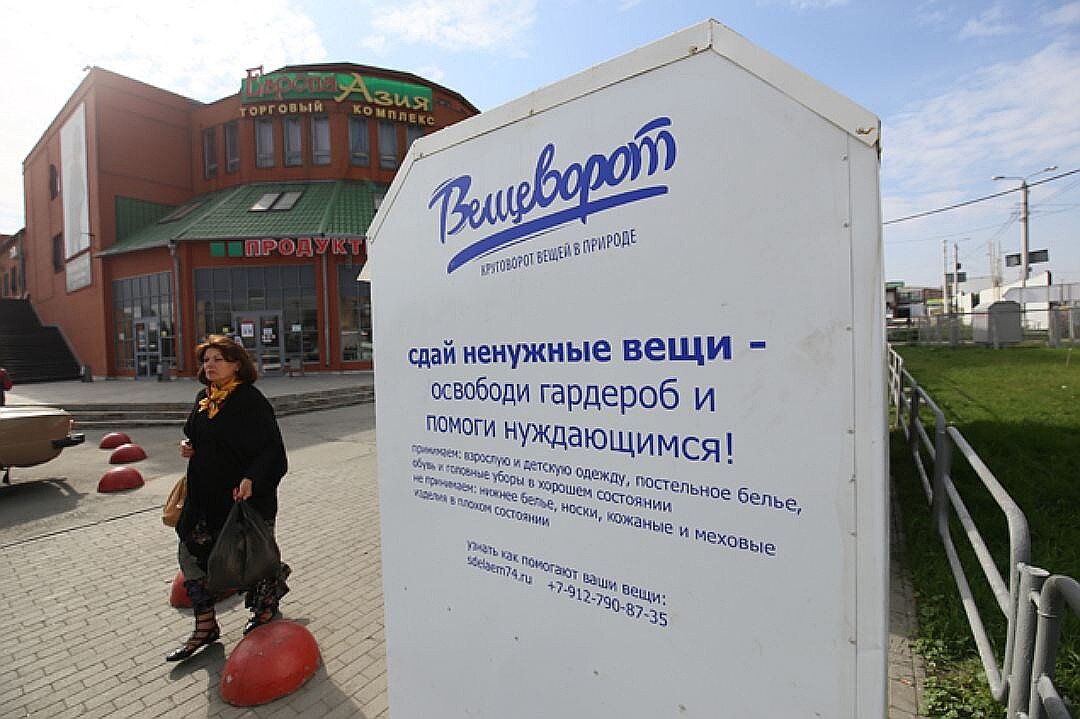 Европа Азия
ТОРГОВЫЙ КОМПЛЕКС
ПРОДУКТ
Вещеворот
КРУГОВОРОТ ВЕЩЕЙ В ПРИРОДЕ
сдай ненужные вещи -
освободи гардероб и
помоги нуждающимся!
принимаем: взрослую и детскую одежду, постельное белье,
обувь и головные уборы в хорошем состоянии
не принимаем: нижнее белье, носки, кожаные и меховые
изделия в плохом состоянии
узнать как помогают ваши вещи:
sdelaem74.ru +7-912-790-87-35